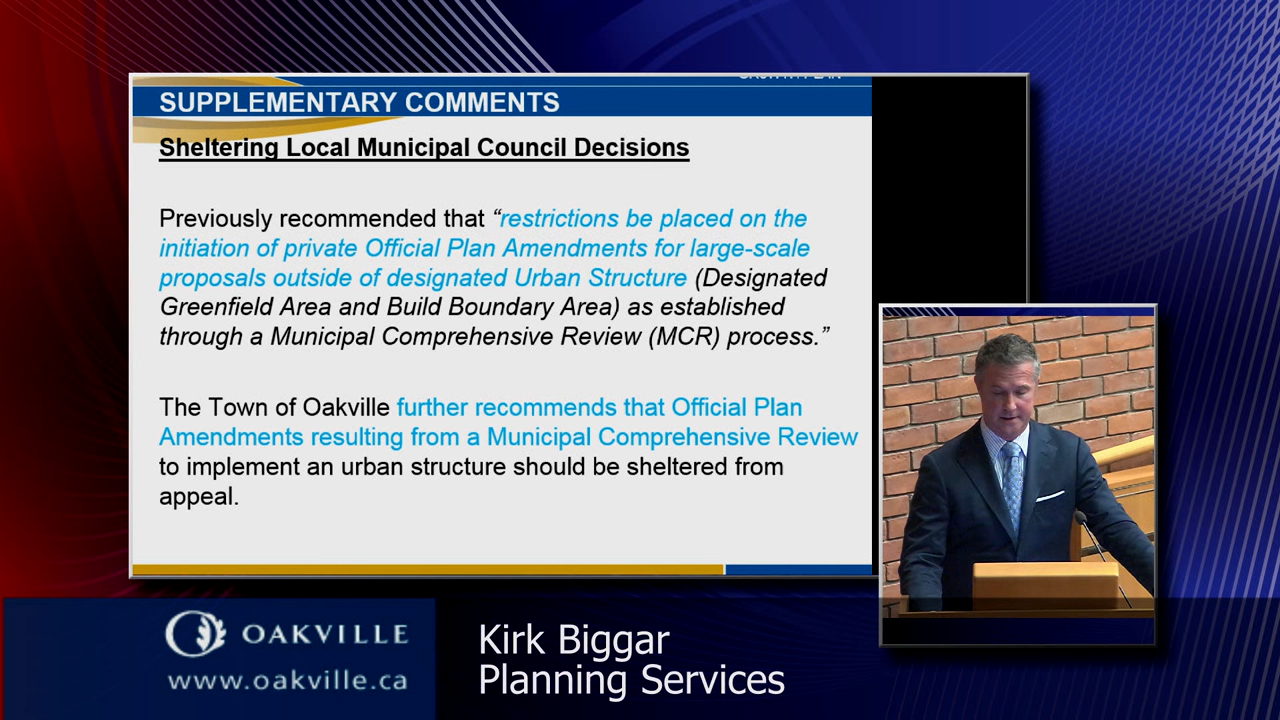 SUPPLEMENTARY COMMENTS
Sheltering Local Municipal Council Decisions
Previously recommended that “restrictions be placed on the
initiation of private Official Plan Amendments for large-scale
proposals outside of designated Urban Structure (Designated
Greenfield Area and Build Boundary Area) as established
through a Municipal Comprehensive Review (MCR) process.”
The Town of Oakville further recommends that Official Plan
Amendments resulting from a Municipal Comprehensive Review
to implement an urban structure should be sheltered from
appeal.
OAKVILLE
www.oakville.ca
Kirk Biggar
Planning Services